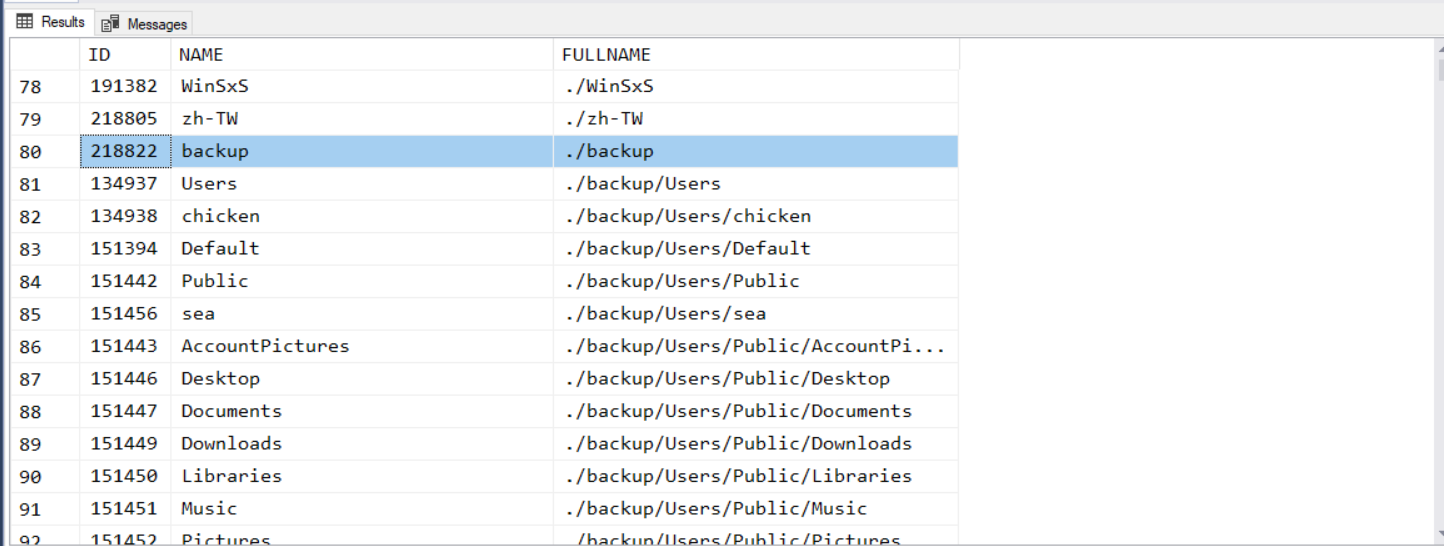 Results Messages
ID NAME FULLNAME
78 191382 WinSxS ./WinSxS
79 218805 zh-TW ./zh-TW
80 218822 backup ./backup
81 134937 Users ./backup/Users
82 134938 chicken ./backup/Users/chicken
83 151394 Default ./backup/Users/Default
84 151442 Public ./backup/Users/Public
85 151456 sea ./backup/Users/sea
86 151443 AccountPictures ./backup/Users/Public/AccountPi...
87 151446 Desktop ./backup/Users/Public/Desktop
88 151447 Documents ./backup/Users/Public/Documents
89 151449 Downloads ./backup/Users/Public/Downloads
90 151450 Libraries ./backup/Users/Public/Libraries
91 151451 Music ./backup/Users/Public/Music
92 151452 Pictures ./backup/Users/Public/Pictures